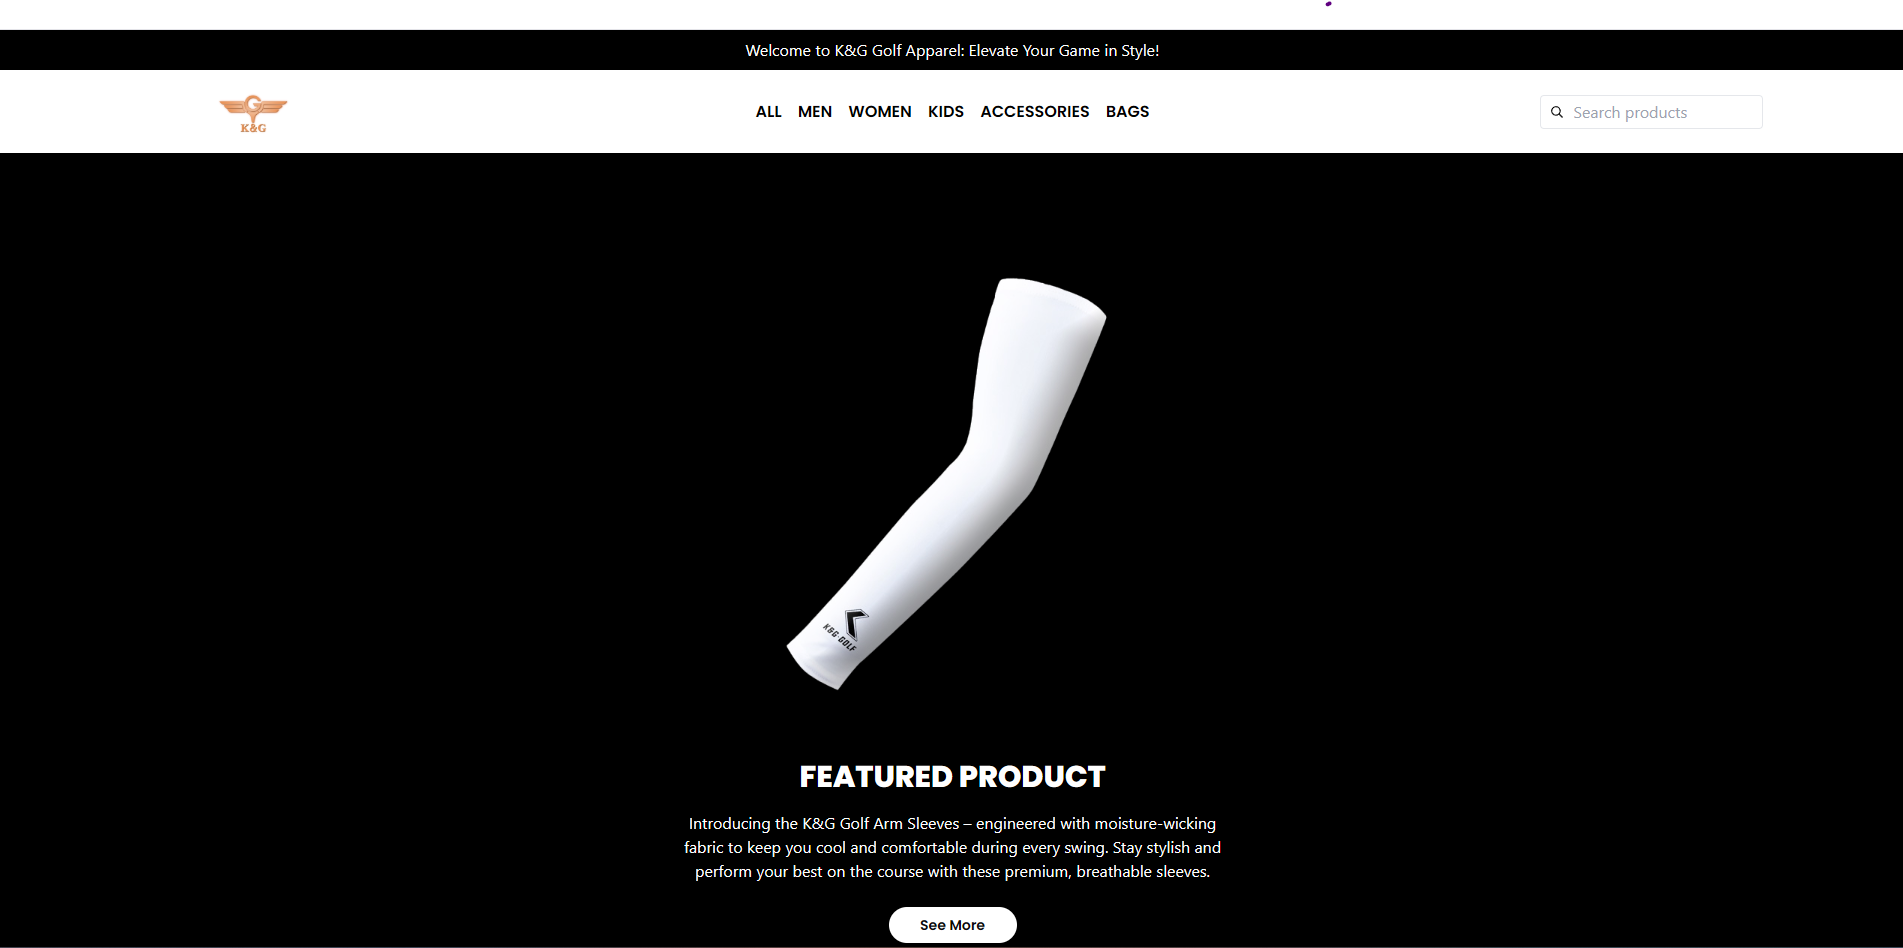 Welcome to K&G Golf Apparel: Elevate Your Game in Style!
G
K&G
ALL MEN WOMEN KIDS ACCESSORIES BAGS
Search products
K&G·GOLF
FEATURED PRODUCT
Introducing the K&G Golf Arm Sleeves – engineered with moisture-wicking
fabric to keep you cool and comfortable during every swing. Stay stylish and
perform your best on the course with these premium, breathable sleeves.
See More